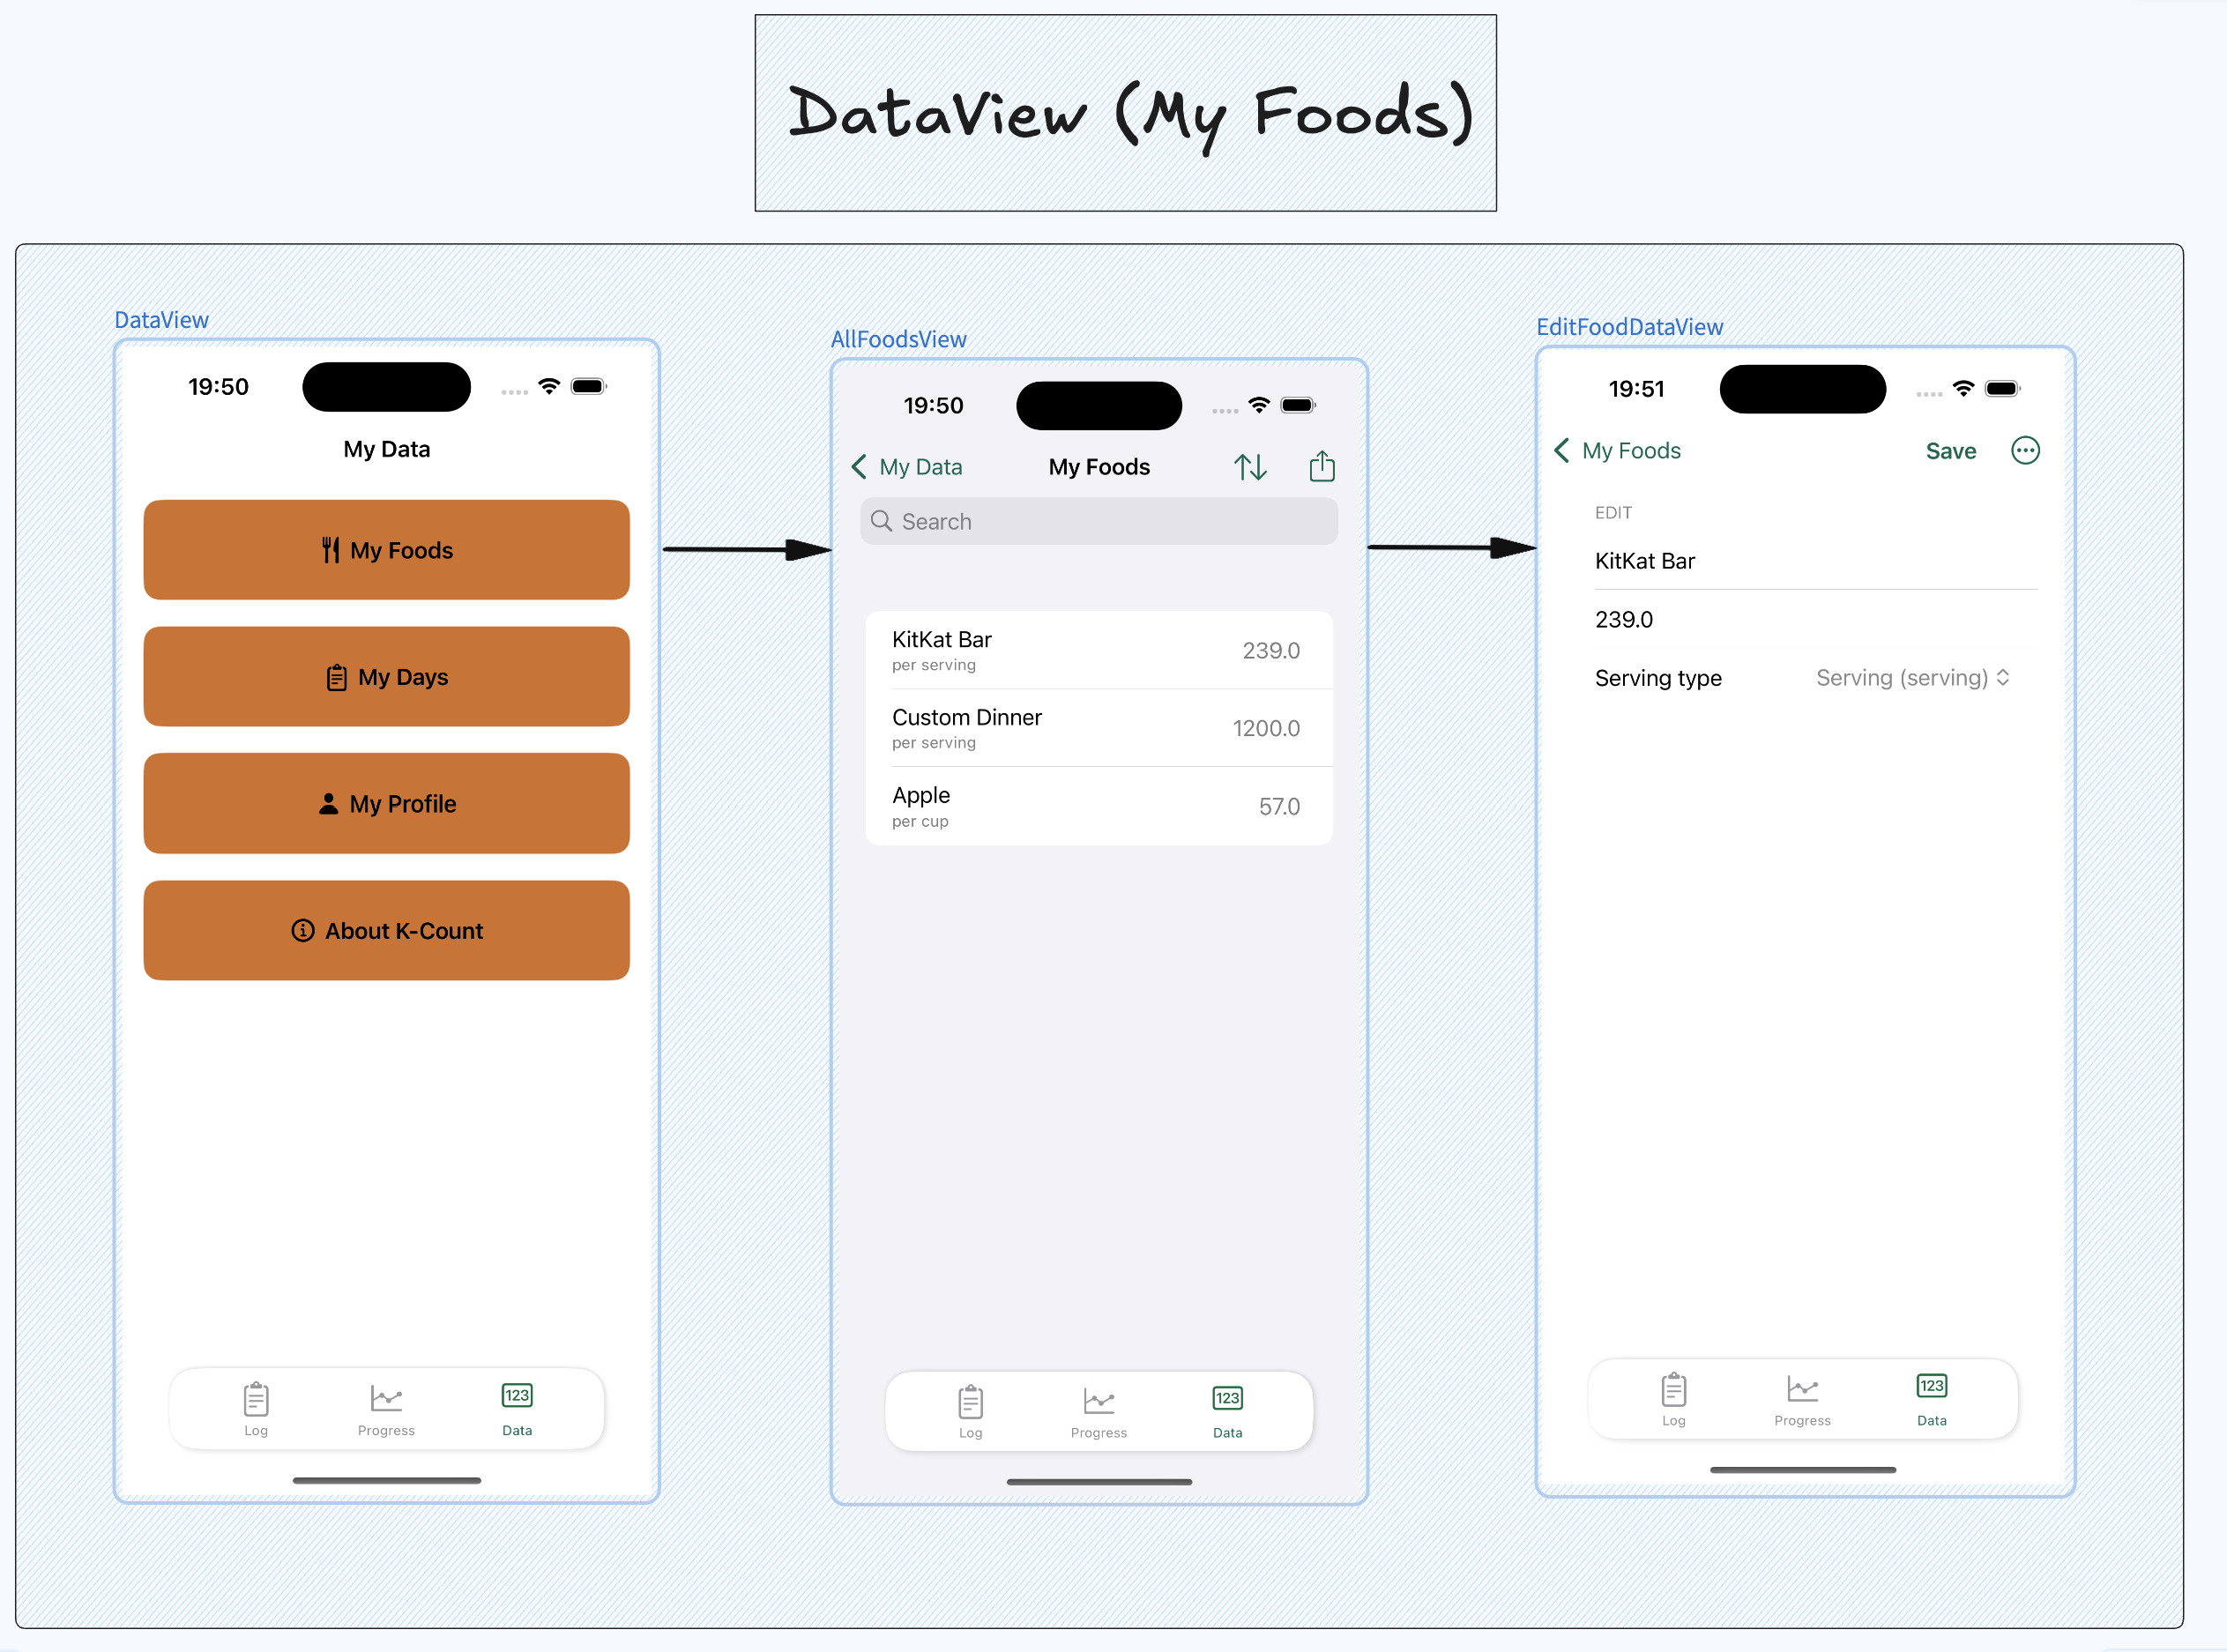 DataView (My Foods)
DataView
19:50
My Data
My Foods
My Days
My Profile
About K-Count
Log
Progress
123
Data
AllFoodsView
19:50
My Data
My Foods
Search
KitKat Bar
per serving
239.0
Custom Dinner
per serving
1200.0
Apple
per cup
57.0
Log
Progress
123
Data
EditFoodDataView
19:51
My Foods
Save
EDIT
KitKat Bar
239.0
Serving type
Serving (serving)
Log
Progress
123
Data